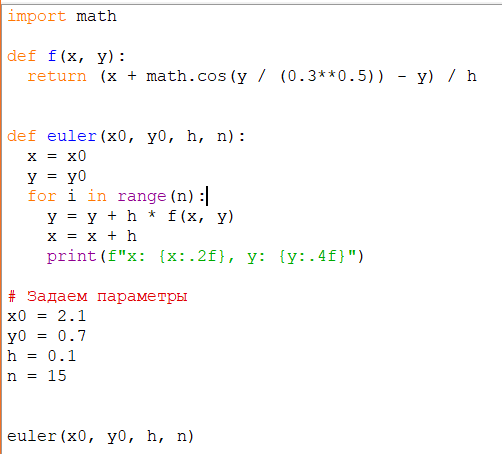 import math
def f(x, y):
  return (x + math.cos(y / (0.3**0.5)) - y) / h
def euler(x0, y0, h, n):
  x = x0
  y = y0
  for i in range(n):
    y = y + h * f(x, y)
    x = x + h
    print(f"x: {x:.2f}, y: {y:.4f}")
# Задаем параметры
x0 = 2.1
y0 = 0.7
h = 0.1
n = 15
euler(x0, y0, h, n)